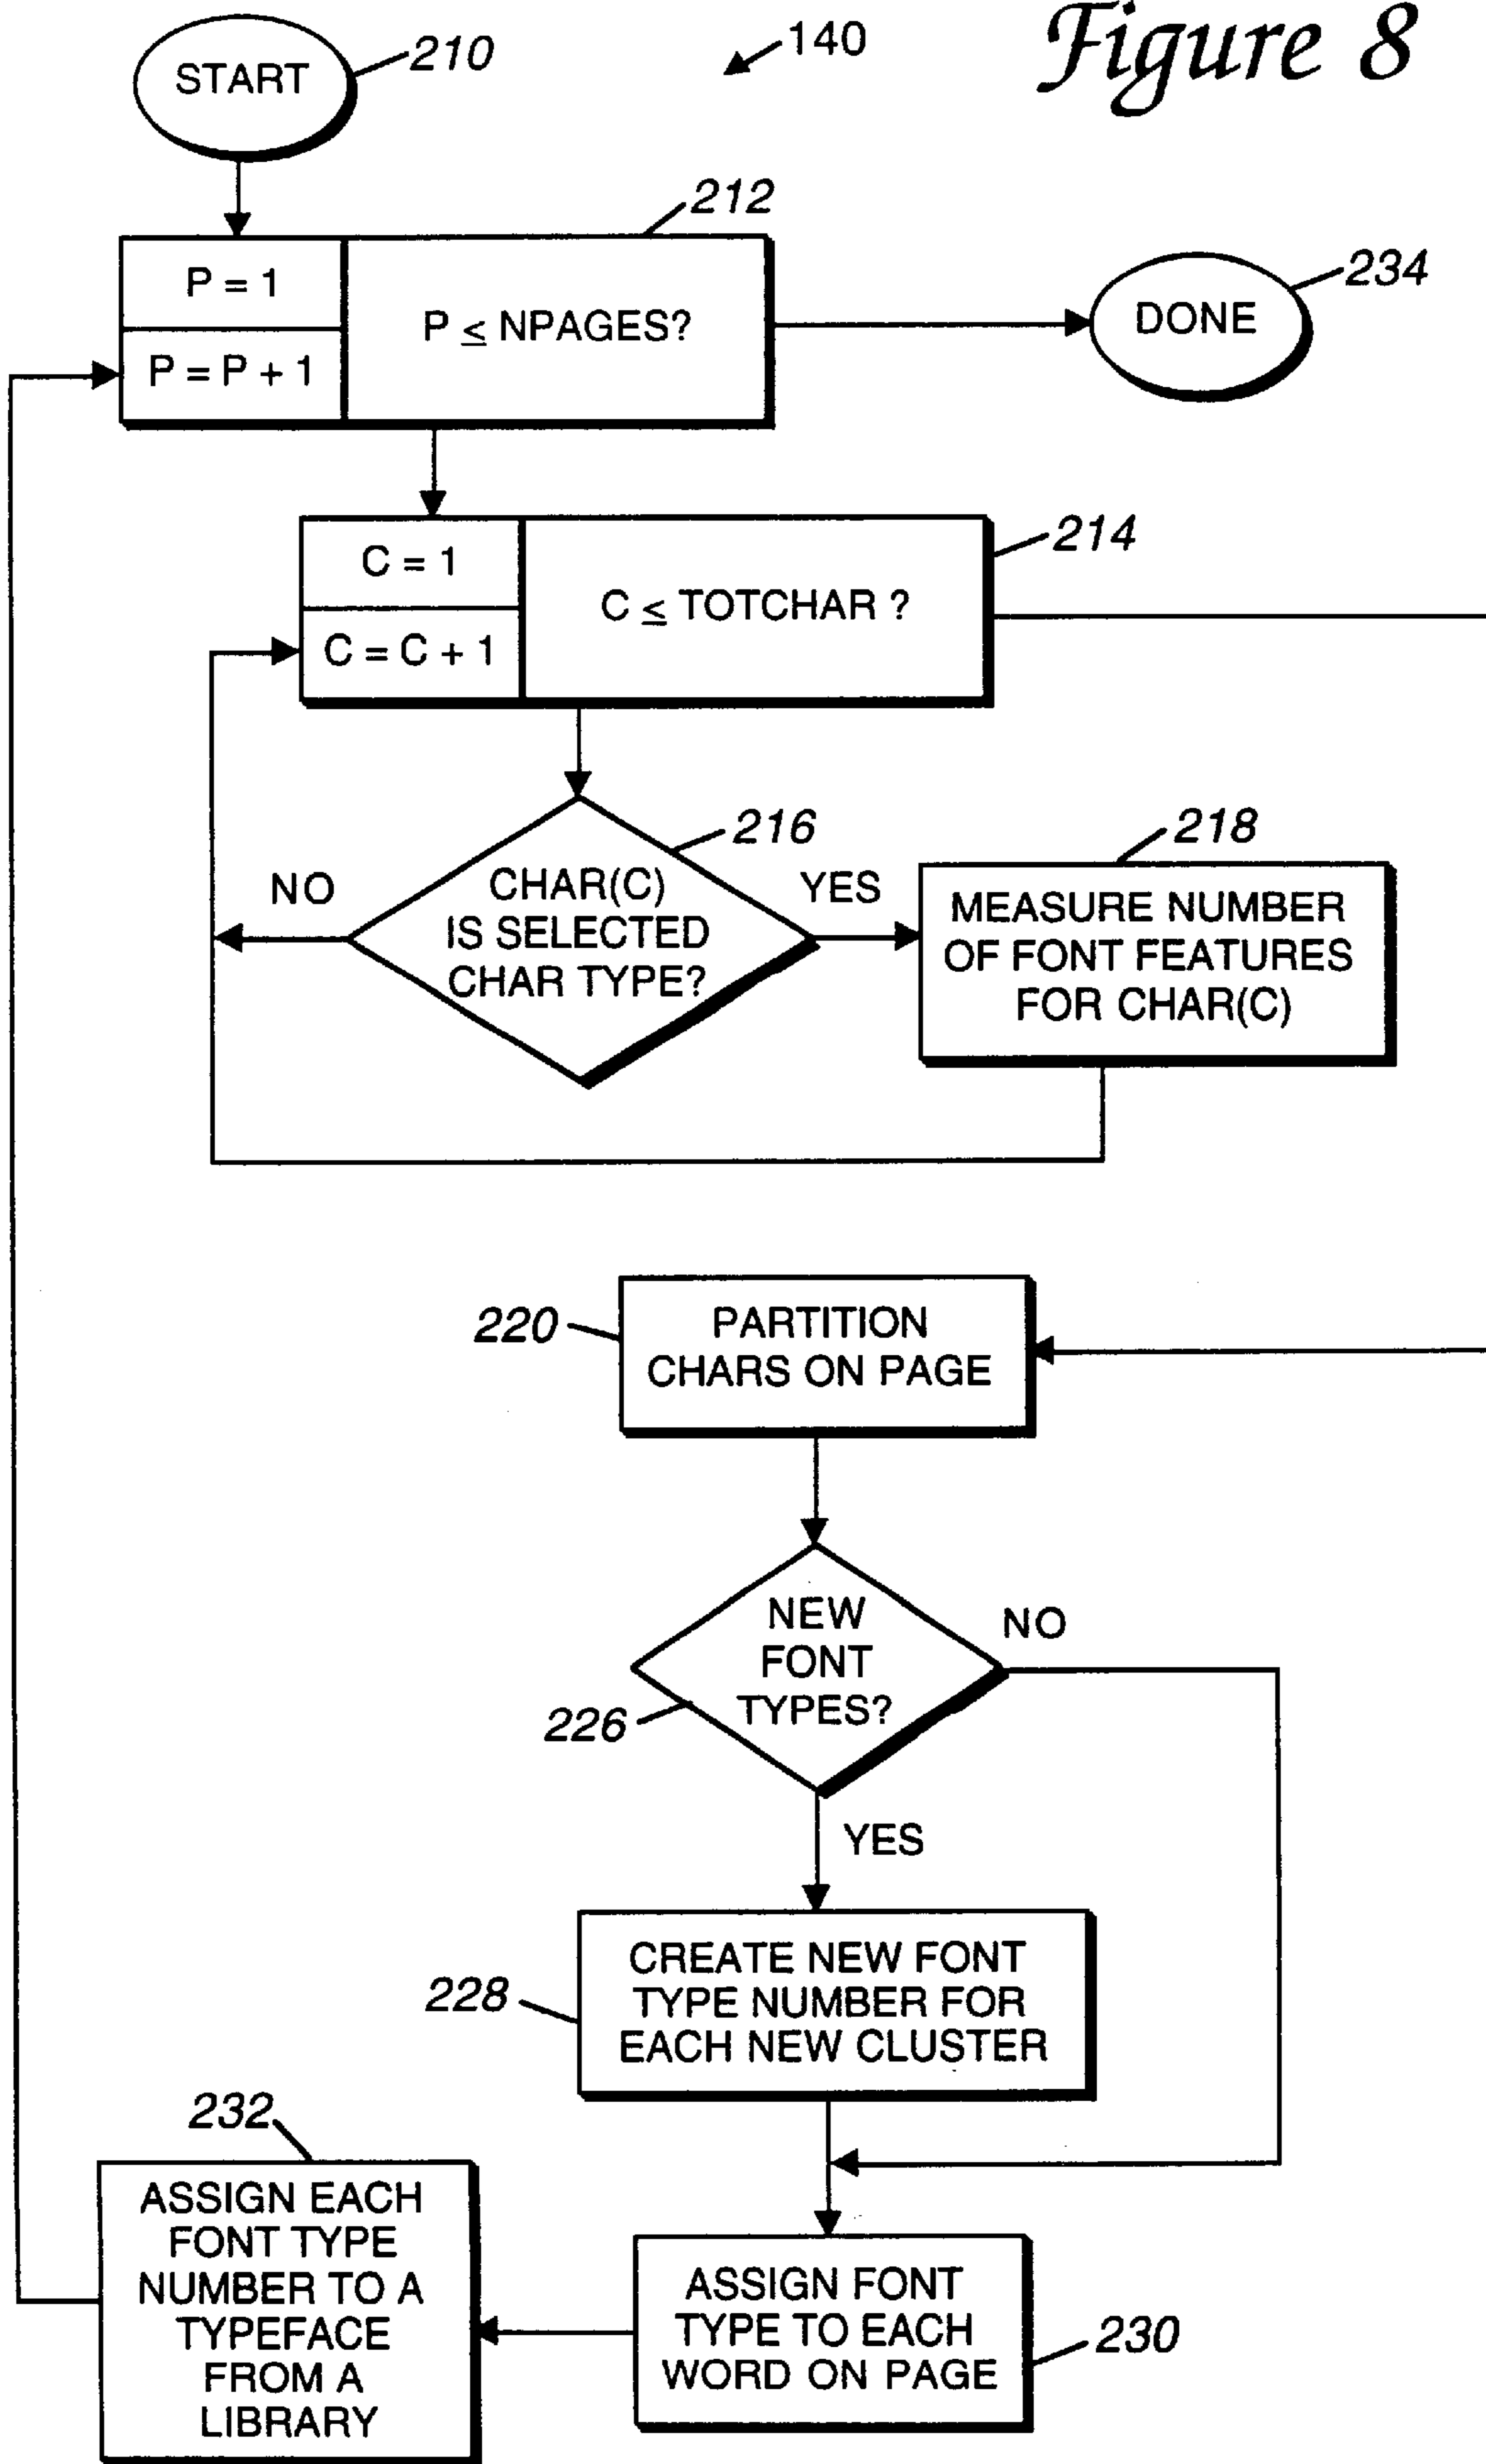 Figure 8
140
START
210
212
P = 1
P = P + 1
P ≤ NPAGES?
DONE
234
214
C = 1
C = C + 1
C ≤ TOTCHAR ?
216
CHAR(C)
IS SELECTED
CHAR TYPE?
NO
YES
218
MEASURE NUMBER
OF FONT FEATURES
FOR CHAR(C)
220
PARTITION
CHARS ON PAGE
NEW
FONT
TYPES?
226
NO
YES
228
CREATE NEW FONT
TYPE NUMBER FOR
EACH NEW CLUSTER
ASSIGN FONT
TYPE TO EACH
WORD ON PAGE
230
232
ASSIGN EACH
FONT TYPE
NUMBER TO A
TYPEFACE
FROM A
LIBRARY